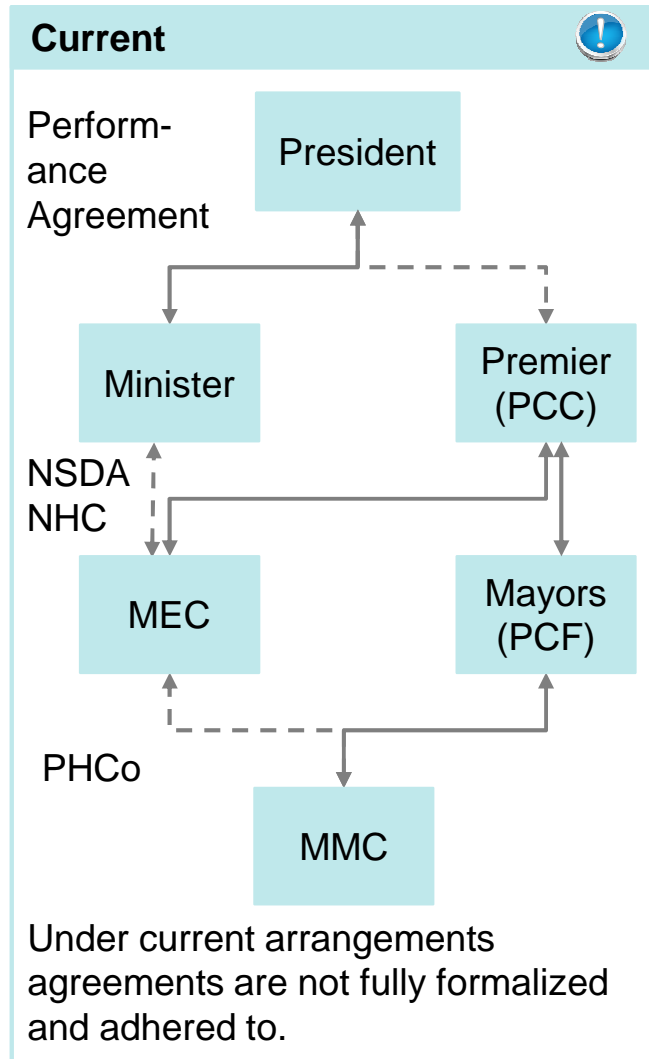 Current
Perform-
ance
Agreement
President
Minister
Premier
(PCC)
NSDA
NHC
MEC
Mayors
(PCF)
PHCo
MMC
Under current arrangements
agreements are not fully formalized
and adhered to.